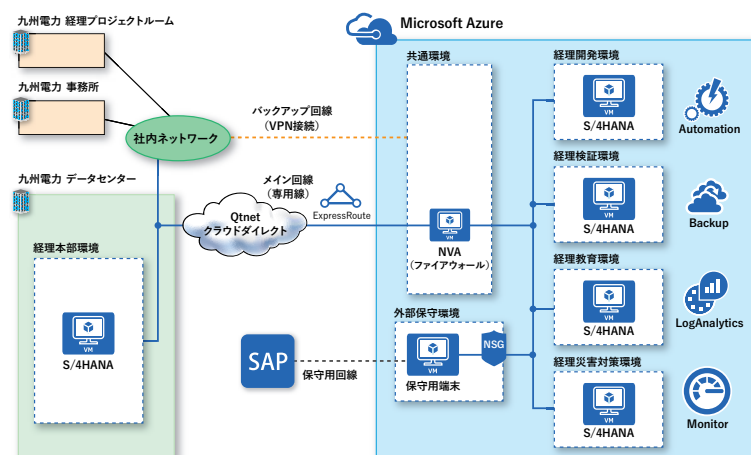 九州電力 経理プロジェクトルーム
九州電力 事務所
社内ネットワーク
バックアップ回線
（VPN接続）
九州電力 データセンター
メイン回線
（専用線）
ExpressRoute
Qtnet
クラウドダイレクト
経理本部環境
VM
S/4HANA
SAP
保守用回線
Microsoft Azure
共通環境
VM
NVA
（ファイアウォール）
外部保守環境
VM
保守用端末
NSG
経理開発環境
VM
S/4HANA
経理検証環境
VM
S/4HANA
経理教育環境
VM
S/4HANA
経理災害対策環境
VM
S/4HANA
Automation
Backup
LogAnalytics
Monitor